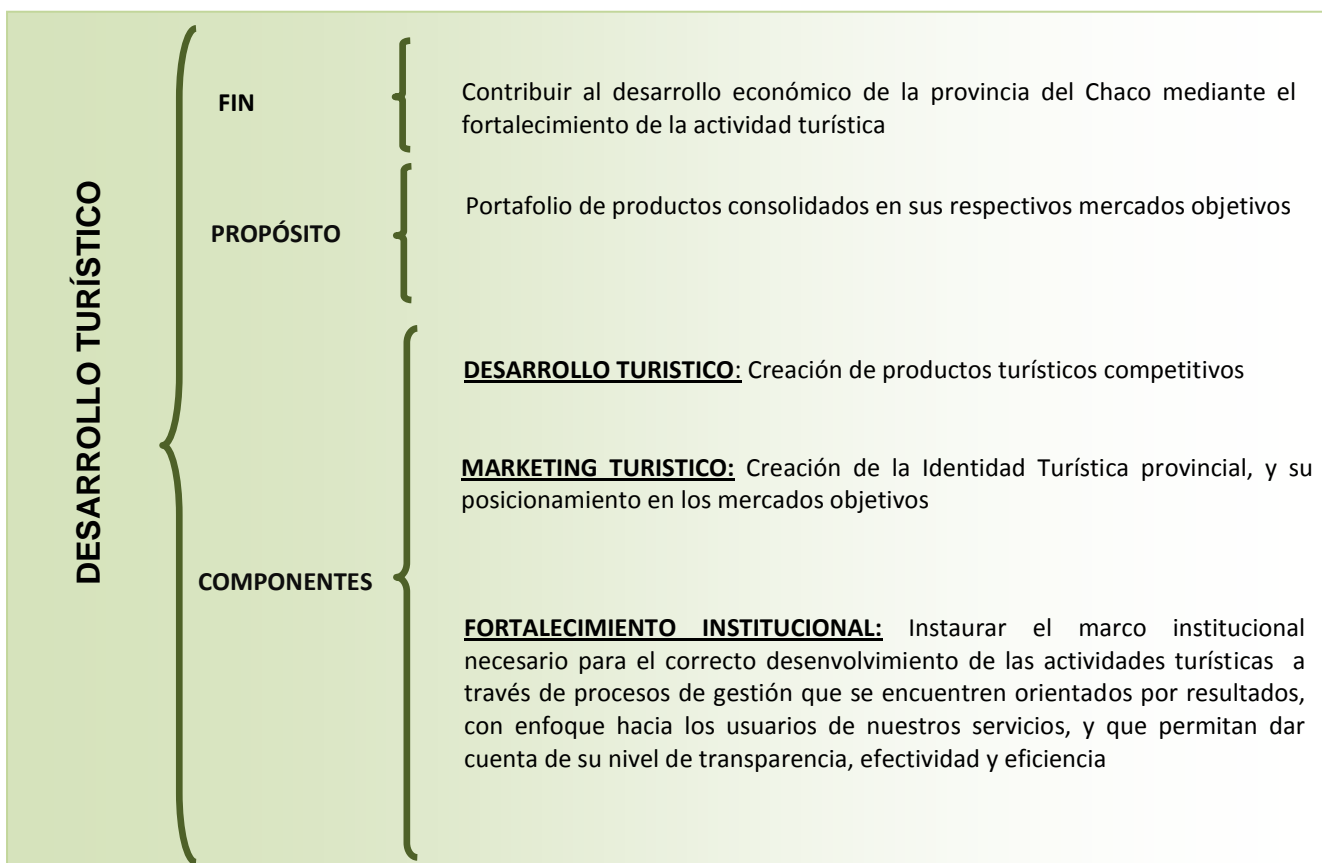 DESARROLLO TURÍSTICO
FIN
Contribuir al desarrollo económico de la provincia del Chaco mediante el
fortalecimiento de la actividad turística
PROPÓSITO
Portafolio de productos consolidados en sus respectivos mercados objetivos
COMPONENTES
DESARROLLO TURISTICO: Creación de productos turísticos competitivos
MARKETING TURISTICO: Creación de la Identidad Turística provincial, y su
posicionamiento en los mercados objetivos
FORTALECIMIENTO INSTITUCIONAL: Instaurar el marco institucional
necesario para el correcto desenvolvimiento de las actividades turísticas a
través de procesos de gestión que se encuentren orientados por resultados,
con enfoque hacia los usuarios de nuestros servicios, y que permitan dar
cuenta de su nivel de transparencia, efectividad y eficiencia